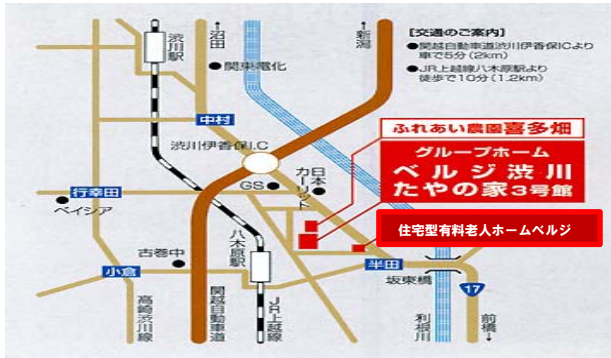 【交通のご案内】
●関越自動車道渋川伊香保ICより
車で5分（2km）
●JR上越線八木原駅より
徒歩で10分（1.2km）
↑沼田
↑新潟
渋川駅
●関東電化
中村
渋川伊香保I.C
ふれあい農園喜多畑
グループホーム
ベルジ渋川
たやの家3号館
日本カーリット
GS●
行幸田
●ベイシア
住宅型有料老人ホームベルジ
古巻中
八木原駅
小倉
半田
坂東橋
17
高崎渋川線
関越自動車道
JR上越線
利根川
前橋↓